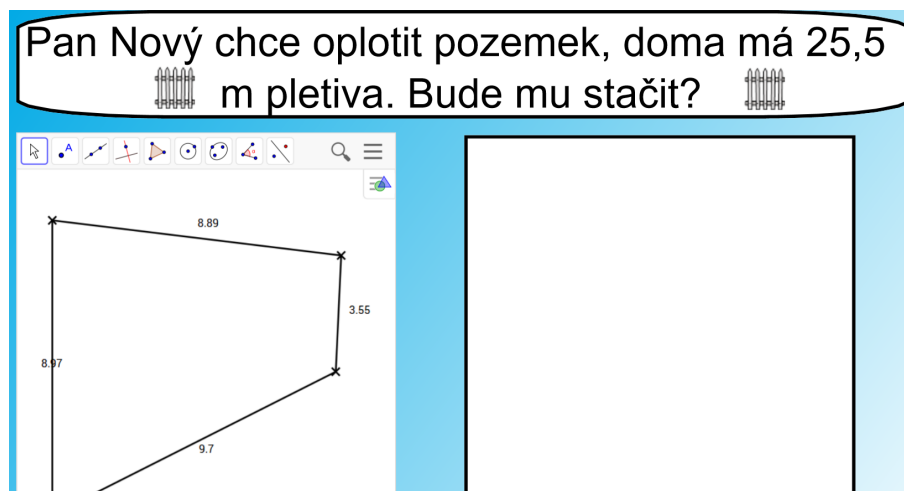 Pan Nový chce oplotit pozemek, doma má 25,5
m pletiva. Bude mu stačit?
A
8.89
3.55
8.97
9.7